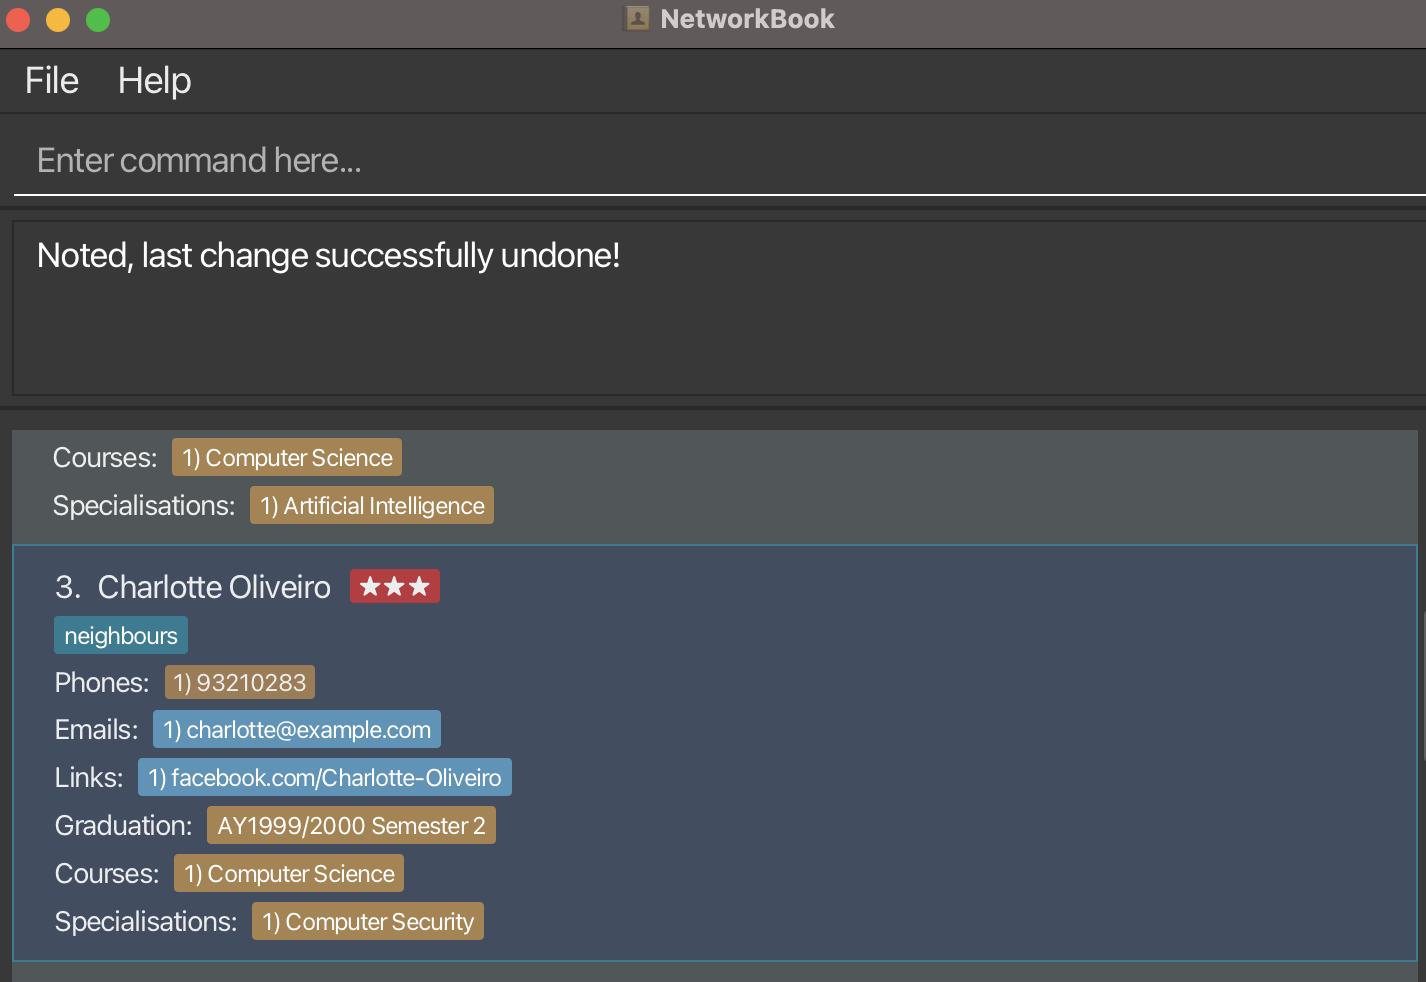 NetworkBook
File Help
Enter command here...
Noted, last change successfully undone!
Courses: 1) Computer Science
Specialisations: 1) Artificial Intelligence
3. Charlotte Oliveiro ★★★
neighbours
Phones: 1) 93210283
Emails: 1) charlotte@example.com
Links: 1) facebook.com/Charlotte-Oliveiro
Graduation: AY1999/2000 Semester 2
Courses: 1) Computer Science
Specialisations: 1) Computer Security